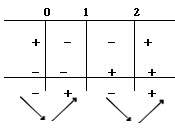 0 1 2
+ - - +
- - + +
- + - +